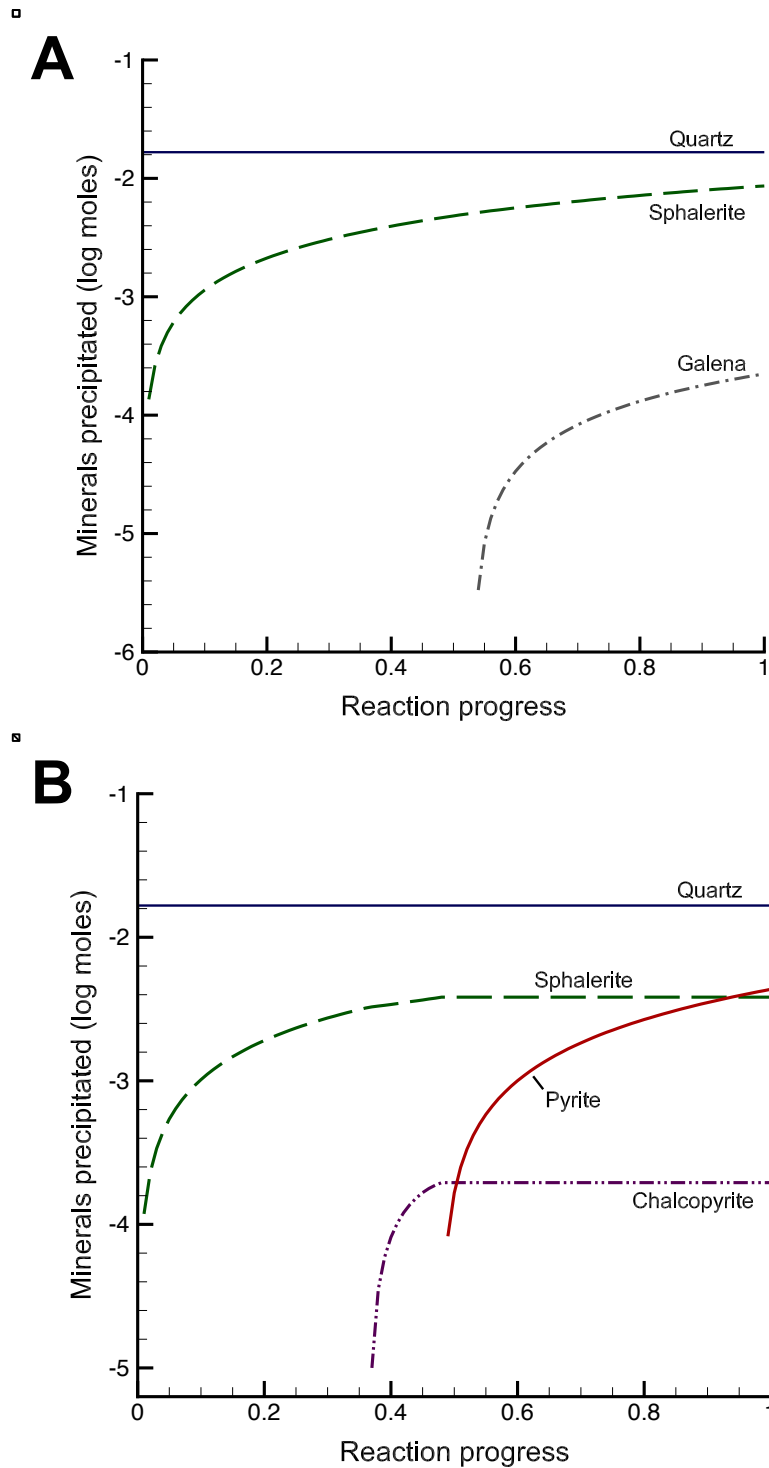 A
-1
Quartz
-2
Sphalerite
-3
Galena
-4
-5
-6
Minerals precipitated (log moles)
0 0.2 0.4 0.6 0.8 1
Reaction progress
B
-1
Quartz
-2
Sphalerite
-3
Pyrite
Chalcopyrite
-4
-5
Minerals precipitated (log moles)
0 0.2 0.4 0.6 0.8 1
Reaction progress